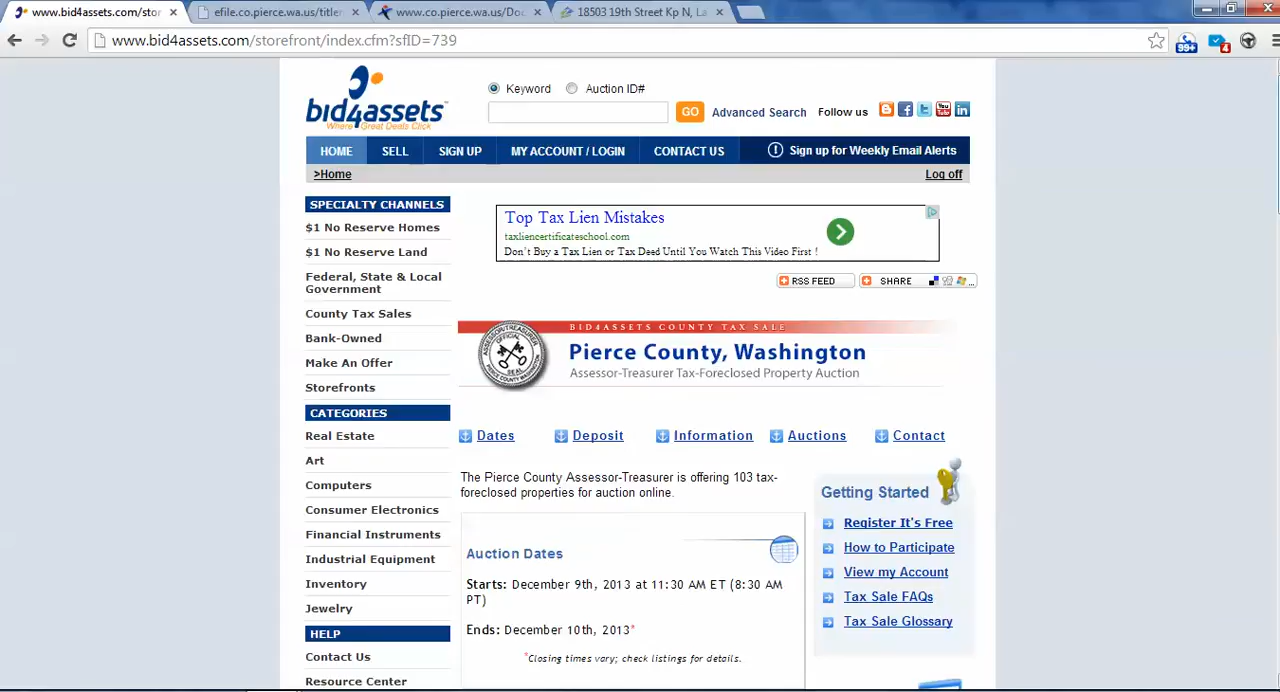 www.bid4assets.com/stor
efile.co.pierce.wa.us/titler
www.co.pierce.wa.us/Do
18503 19th Street Kp N, La
www.bid4assets.com/storefront/index.cfm?sfID=739
99+
4
bid4assets
Where Great Deals Click
Keyword
Auction ID#
GO
Advanced Search
Follow us
You Tube
HOME
SELL
SIGN UP
MY ACCOUNT / LOGIN
CONTACT US
Sign up for Weekly Email Alerts
>Home
Log off
SPECIALTY CHANNELS
$1 No Reserve Homes
$1 No Reserve Land
Federal, State & Local
Government
County Tax Sales
Bank-Owned
Make An Offer
Storefronts
CATEGORIES
Real Estate
Art
Computers
Consumer Electronics
Financial Instruments
Industrial Equipment
Inventory
Jewelry
HELP
Contact Us
Resource Center
Top Tax Lien Mistakes
taxliencertificateschool.com
Don't Buy a Tax Lien or Tax Deed Until You Watch This Video First !
RSS FEED
SHARE
BID4ASSETS COUNTY TAX SALE
Pierce County, Washington
Assessor-Treasurer Tax-Foreclosed Property Auction
Dates
Deposit
Information
Auctions
Contact
The Pierce County Assessor-Treasurer is offering 103 tax-
foreclosed properties for auction online.
Auction Dates
Starts: December 9th, 2013 at 11:30 AM ET (8:30 AM
PT)
Ends: December 10th, 2013*
*Closing times vary; check listings for details.
Getting Started
Register It's Free
How to Participate
View my Account
Tax Sale FAQs
Tax Sale Glossary